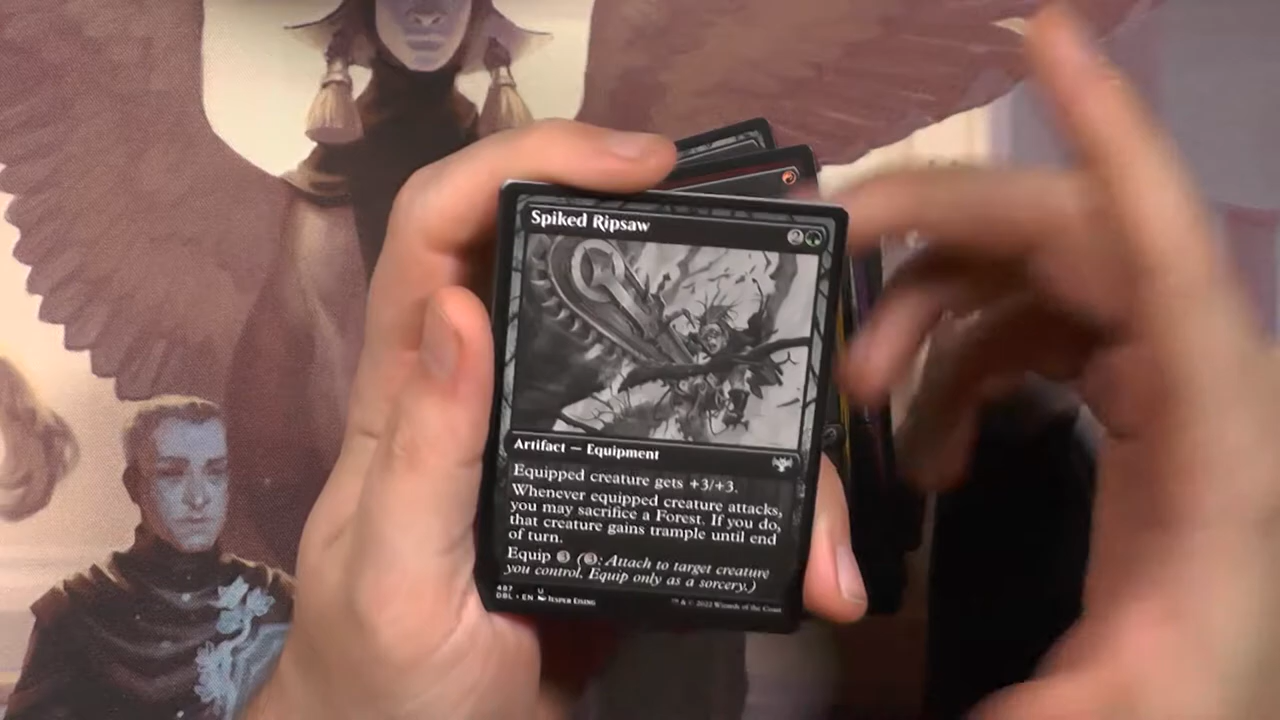 Spiked Ripsaw
2
Artifact — Equipment
Equipped creature gets +3/+3.
Whenever equipped creature attacks,
you may sacrifice a Forest. If you do,
that creature gains trample until end
of turn.
Equip 3 (3: Attach to target creature
you control. Equip only as a sorcery.)
487 U
DBL • EN JESPER EJSING
™ & © 2022 Wizards of the Coast